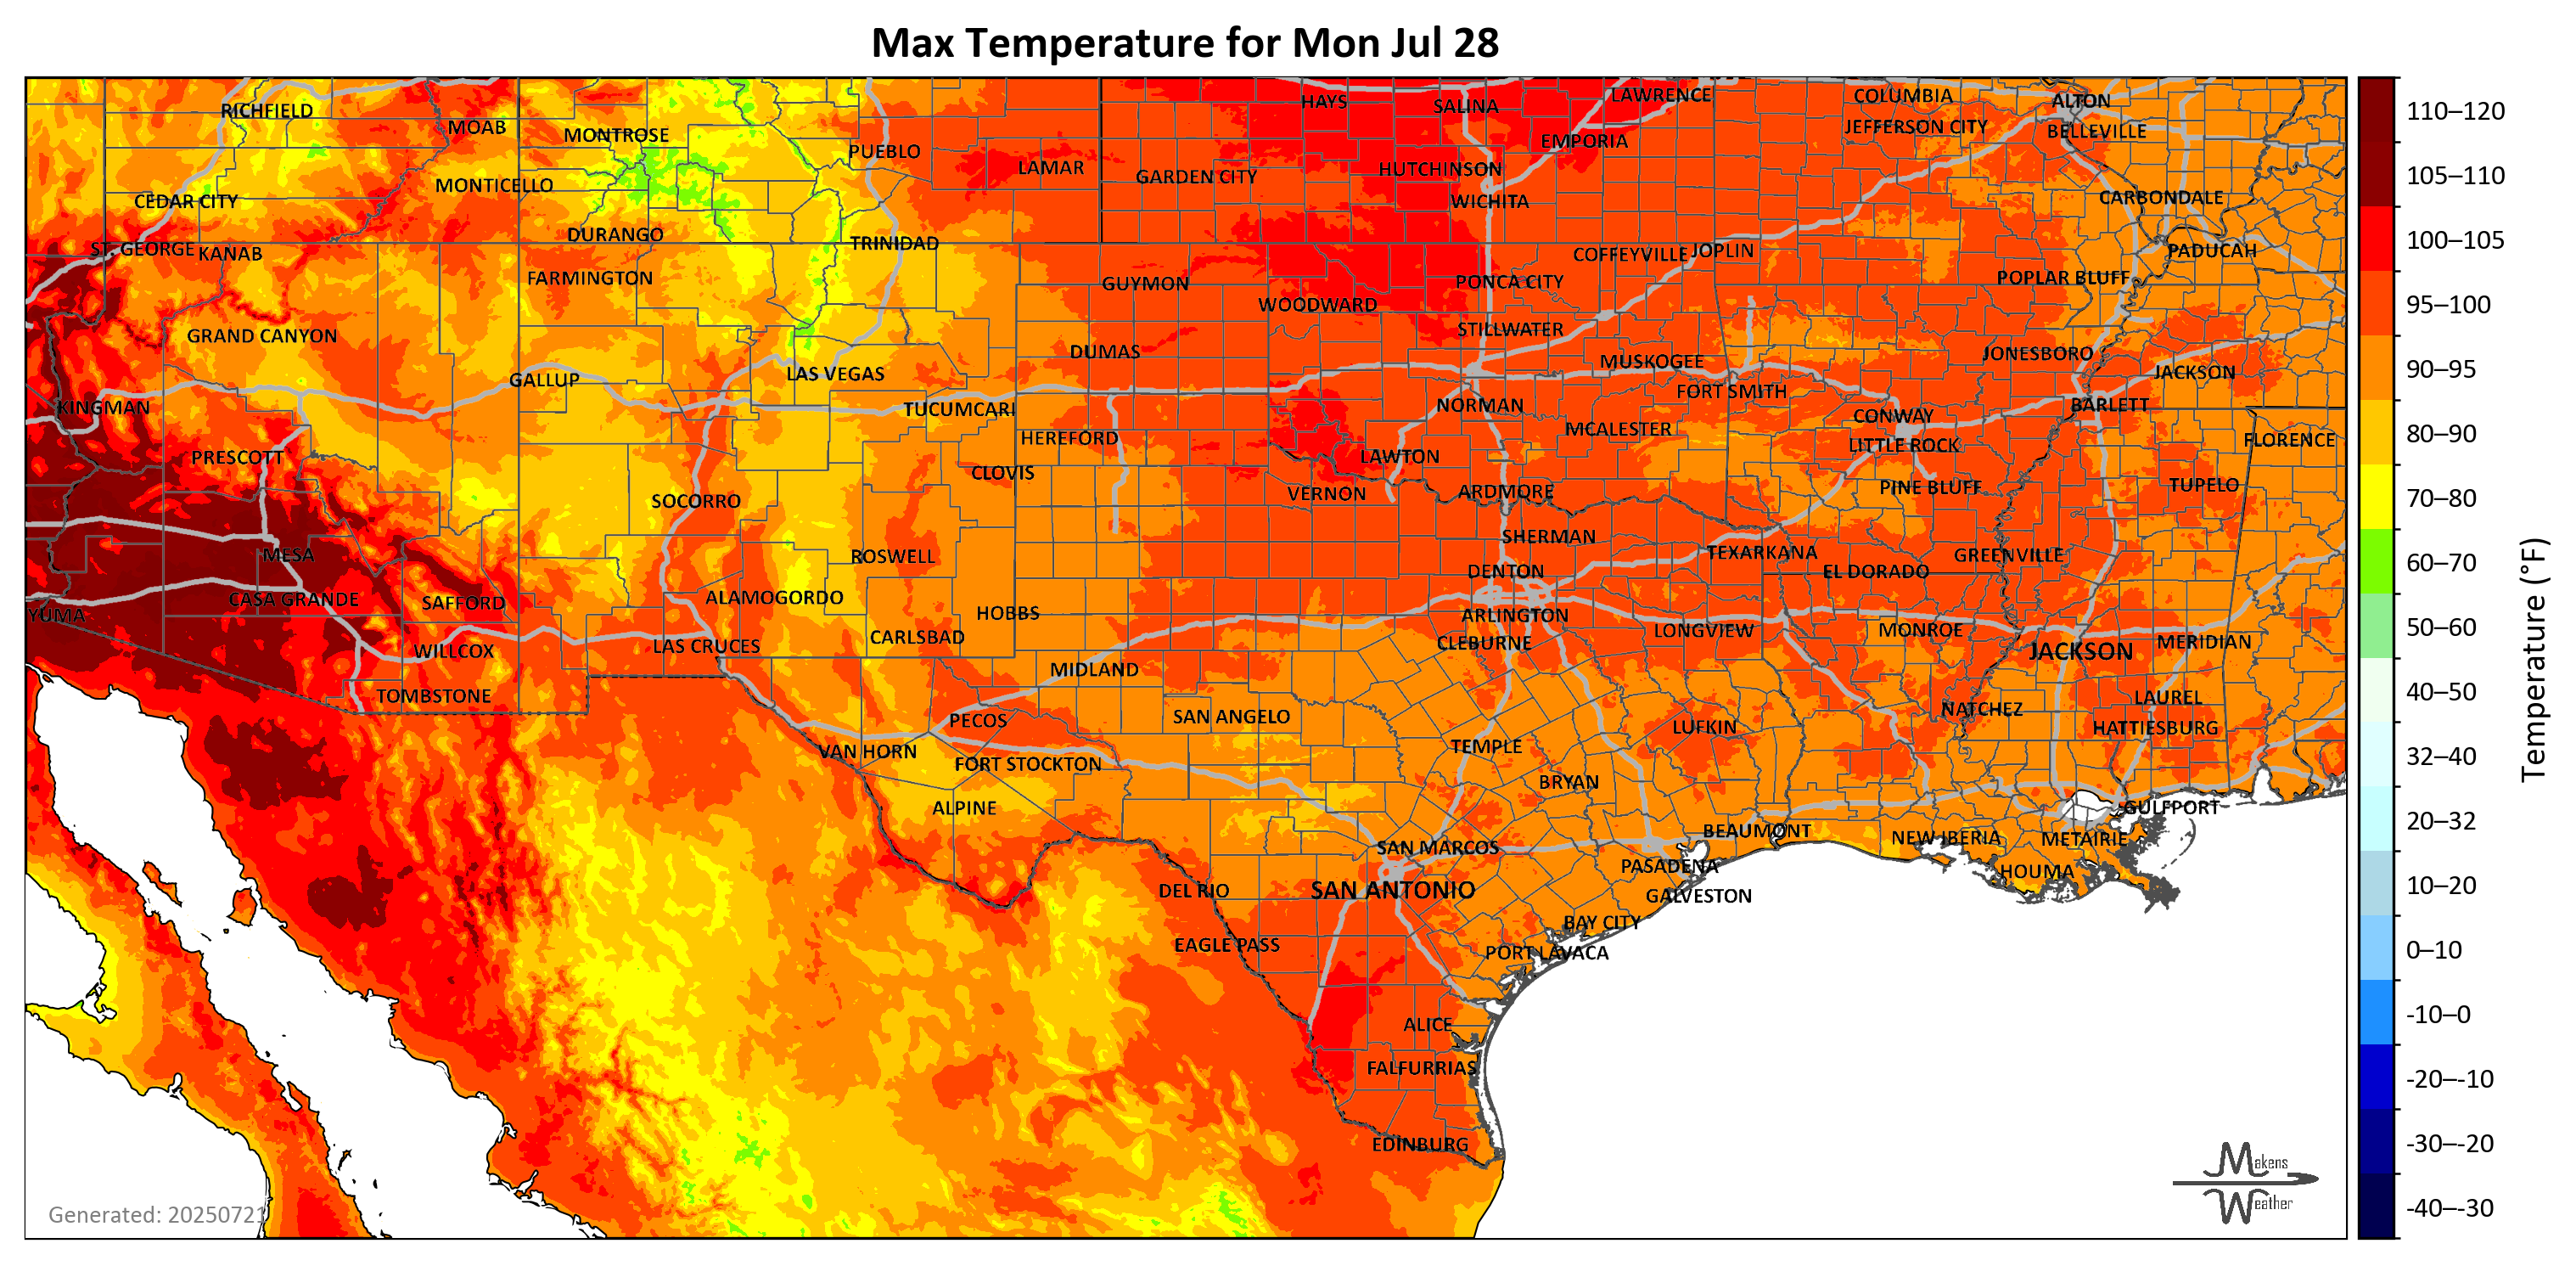 Max Temperature for Mon Jul 28
RICHFIELD
MOAB
MONTROSE
PUEBLO
LAMAR
HAYS
SALINA
LAWRENCE
EMPORIA
COLUMBIA
JEFFERSON CITY
ALTON
BELLEVILLE
CEDAR CITY
MONTICELLO
GARDEN CITY
HUTCHINSON
WICHITA
CARBONDALE
ST. GEORGE
KANAB
DURANGO
TRINIDAD
FARMINGTON
GUYMON
WOODWARD
PONCA CITY
COFFEYVILLE
JOPLIN
POPLAR BLUFF
PADUCAH
GRAND CANYON
GALLUP
LAS VEGAS
DUMAS
STILLWATER
MUSKOGEE
FORT SMITH
JONESBORO
JACKSON
KINGMAN
TUCUMCARI
NORMAN
CONWAY
BARLETT
PRESCOTT
HEREFORD
CLOVIS
LAWTON
MCALESTER
LITTLE ROCK
FLORENCE
SOCORRO
VERNON
ARDMORE
PINE BLUFF
TUPELO
MESA
ROSWELL
SHERMAN
TEXARKANA
GREENVILLE
DENTON
EL DORADO
YUMA
CASA GRANDE
SAFFORD
ALAMOGORDO
HOBBS
ARLINGTON
WILLCOX
LAS CRUCES
CARLSBAD
CLEBURNE
LONGVIEW
MONROE
JACKSON
MERIDIAN
TOMBSTONE
MIDLAND
PECOS
SAN ANGELO
LUFKIN
NATCHEZ
LAUREL
HATTIESBURG
VAN HORN
FORT STOCKTON
TEMPLE
BRYAN
ALPINE
GULFPORT
SAN MARCOS
BEAUMONT
NEW IBERIA
METAIRIE
DEL RIO
SAN ANTONIO
PASADENA
GALVESTON
HOUMA
EAGLE PASS
BAY CITY
PORT LAVACA
ALICE
FALFURRIAS
EDINBURG
Generated: 20250721
Makens
Weather
110–120
105–110
100–105
95–100
90–95
80–90
70–80
60–70
50–60
40–50
32–40
20–32
10–20
0–10
-10–0
-20–-10
-30–-20
-40–-30
Temperature (°F)